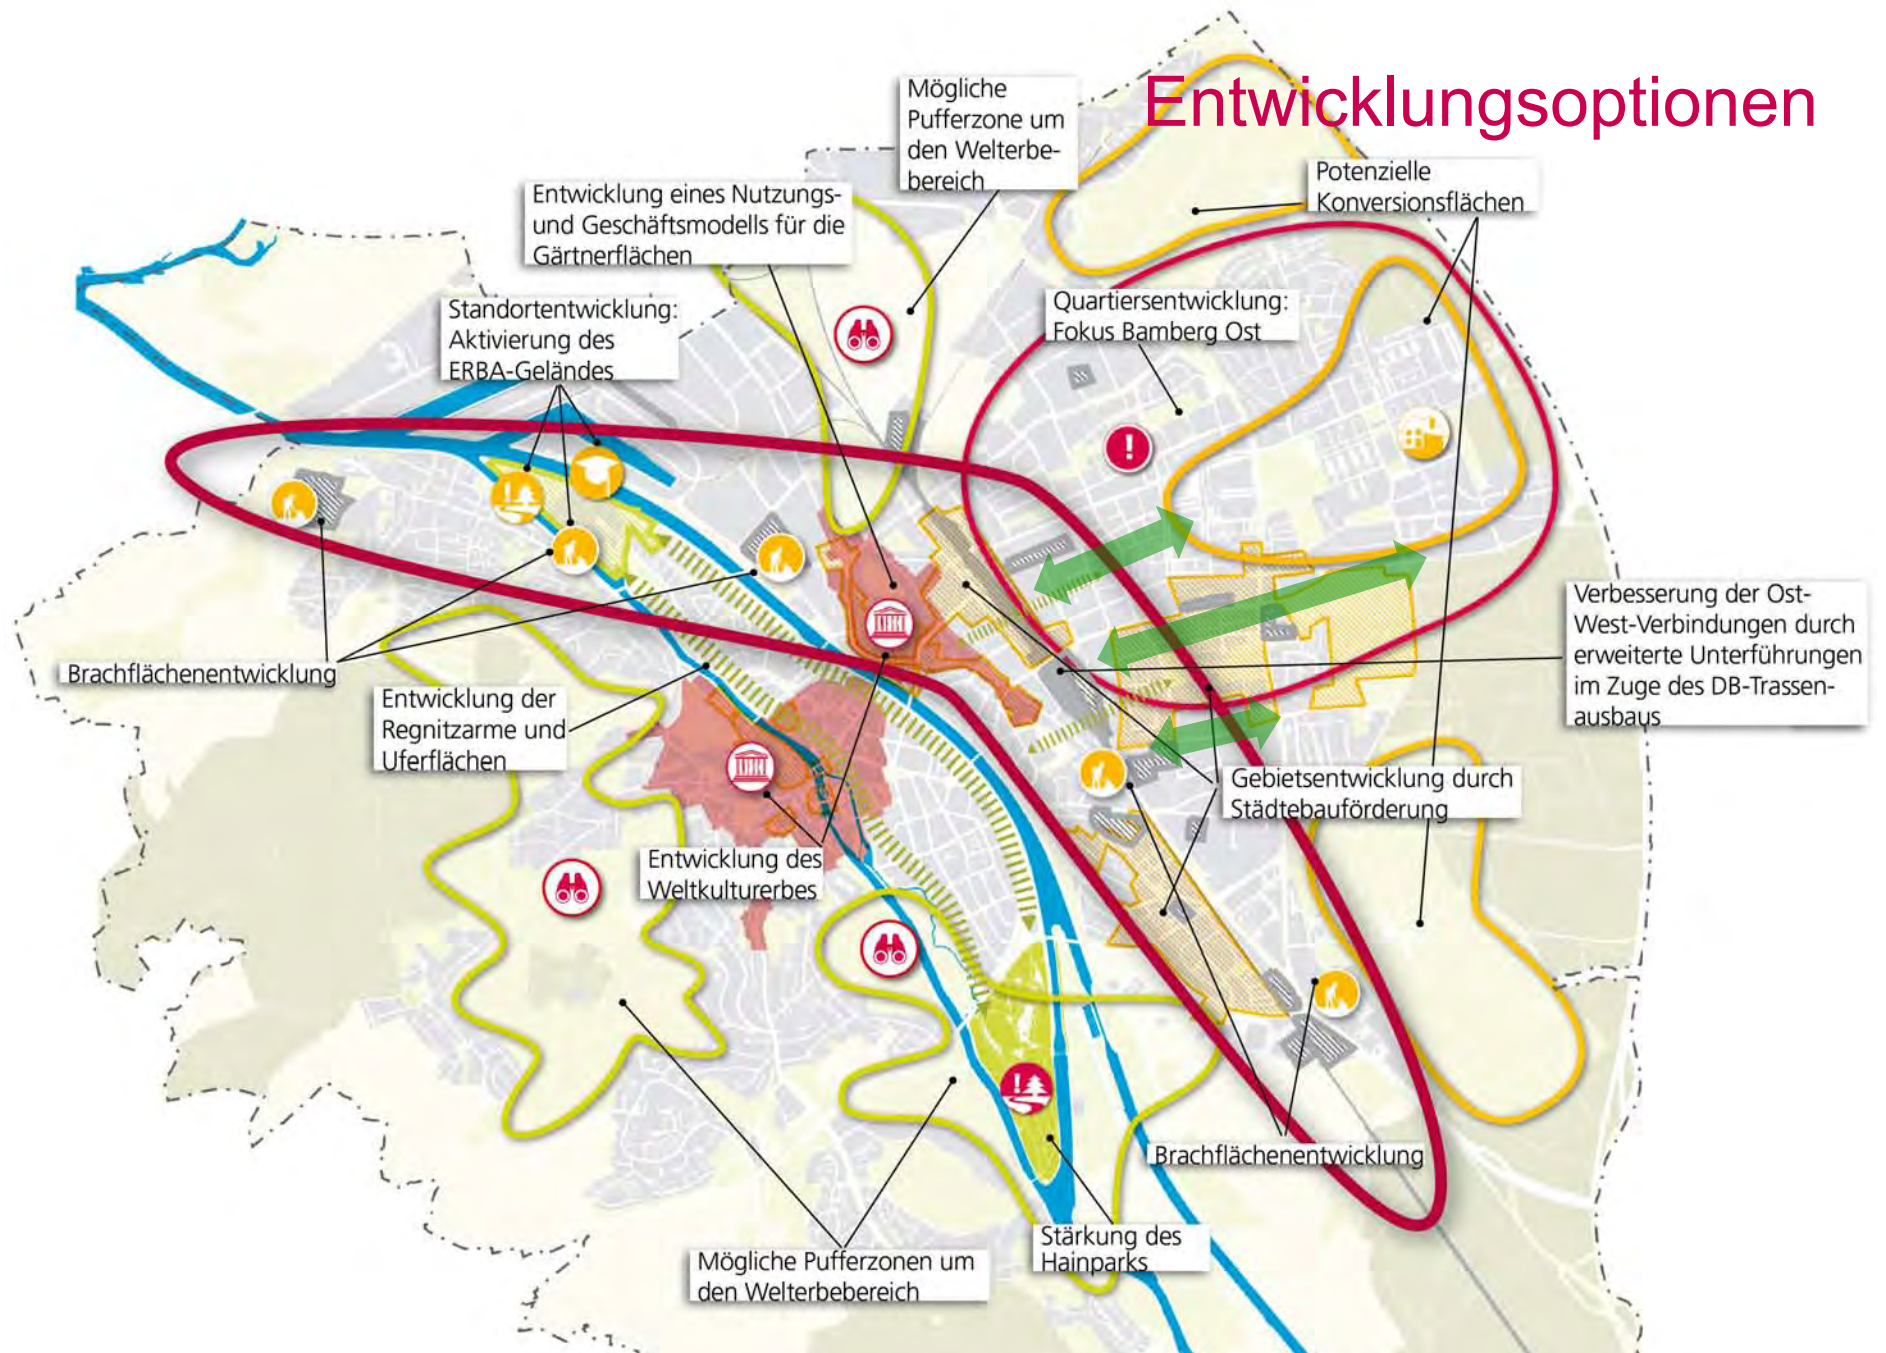 Entwicklungsoptionen
Mögliche
Pufferzone um
den Welterbe-
bereich
Potenzielle
Konversionsflächen
Entwicklung eines Nutzungs-
und Geschäftsmodells für die
Gärtnerflächen
Standortentwicklung:
Aktivierung des
ERBA-Geländes
Quartiersentwicklung:
Fokus Bamberg Ost
Verbesserung der Ost-
West-Verbindungen durch
erweiterte Unterführungen
im Zuge des DB-Trassen-
ausbaus
Brachflächenentwicklung
Entwicklung der
Regnitzarme und
Uferflächen
Gebietsentwicklung durch
Städtebauförderung
Entwicklung des
Weltkulturerbes
Brachflächenentwicklung
Stärkung des
Hainparks
Mögliche Pufferzonen um
den Welterbebereich